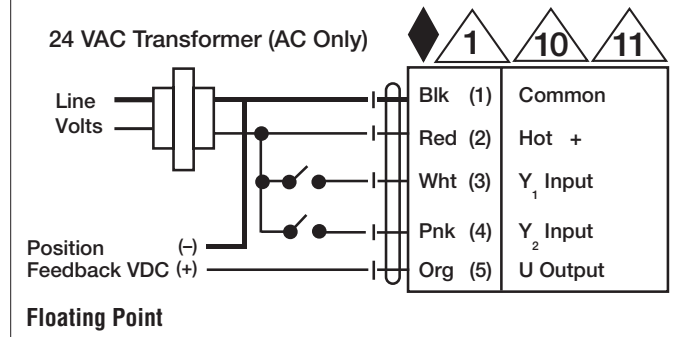 24 VAC Transformer (AC Only)
1
10
11
Line
Volts
Blk (1) Common
Red (2) Hot +
Wht (3) Y1 Input
Pnk (4) Y2 Input
Org (5) U Output
Position (–)
Feedback VDC (+)
Floating Point